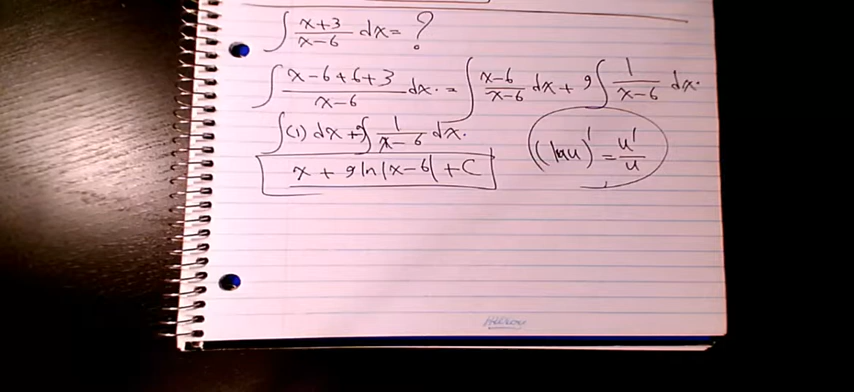 ∫ x+3/x-6 dx = ?
∫ x-6+6+3/x-6 dx. = ∫ x-6/x-6 dx + 9∫ 1/x-6 dx.
∫(1) dx + 9∫ 1/x-6 dx.
(ln u)' = u'/u
x + 9 ln|x-6| + C